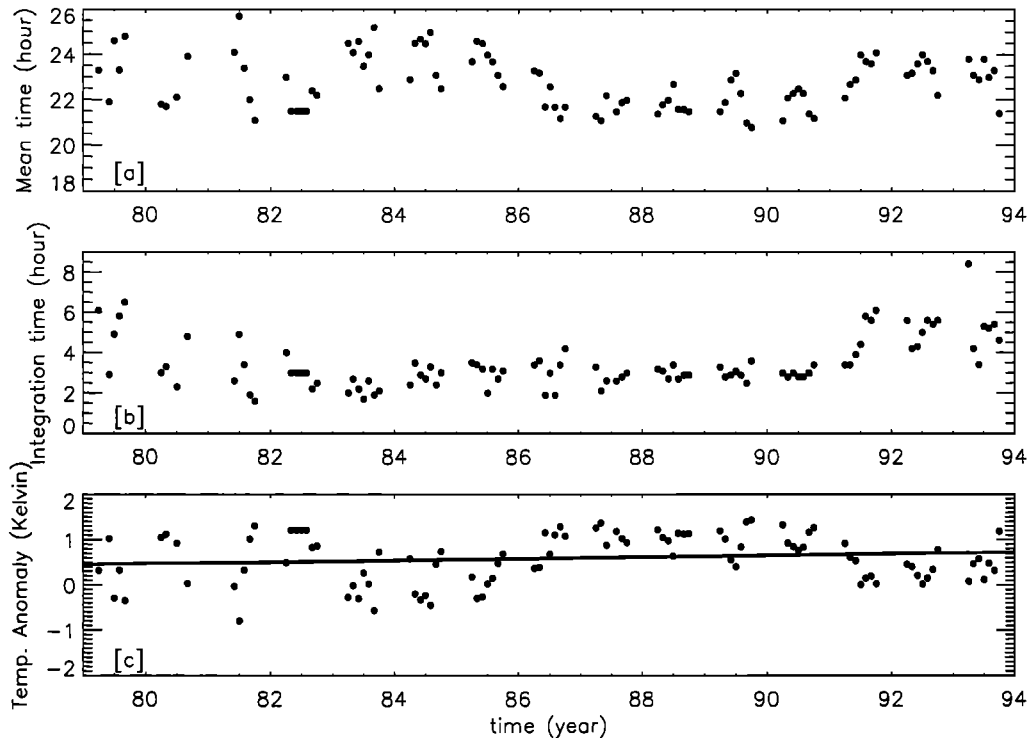 Mean time (hour)
26
24
22
20
18
[a]
80 82 84 86 88 90 92 94
Integration time (hour)
8
6
4
2
0
[b]
80 82 84 86 88 90 92 94
Temp. Anomaly (Kelvin)
2
1
0
-1
-2
[c]
80 82 84 86 88 90 92 94
time (year)